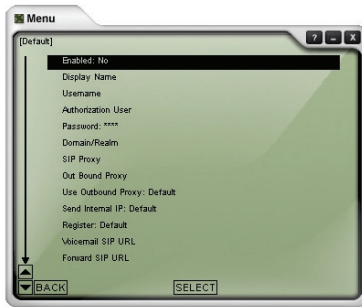 Menu
[Default]
? - X
Enabled: No
Display Name
Username
Authorization User
Password: ****
Domain/Realm
SIP Proxy
Out Bound Proxy
Use Outbound Proxy: Default
Send Internal IP: Default
Register: Default
Voicemail SIP URL
Forward SIP URL
BACK SELECT